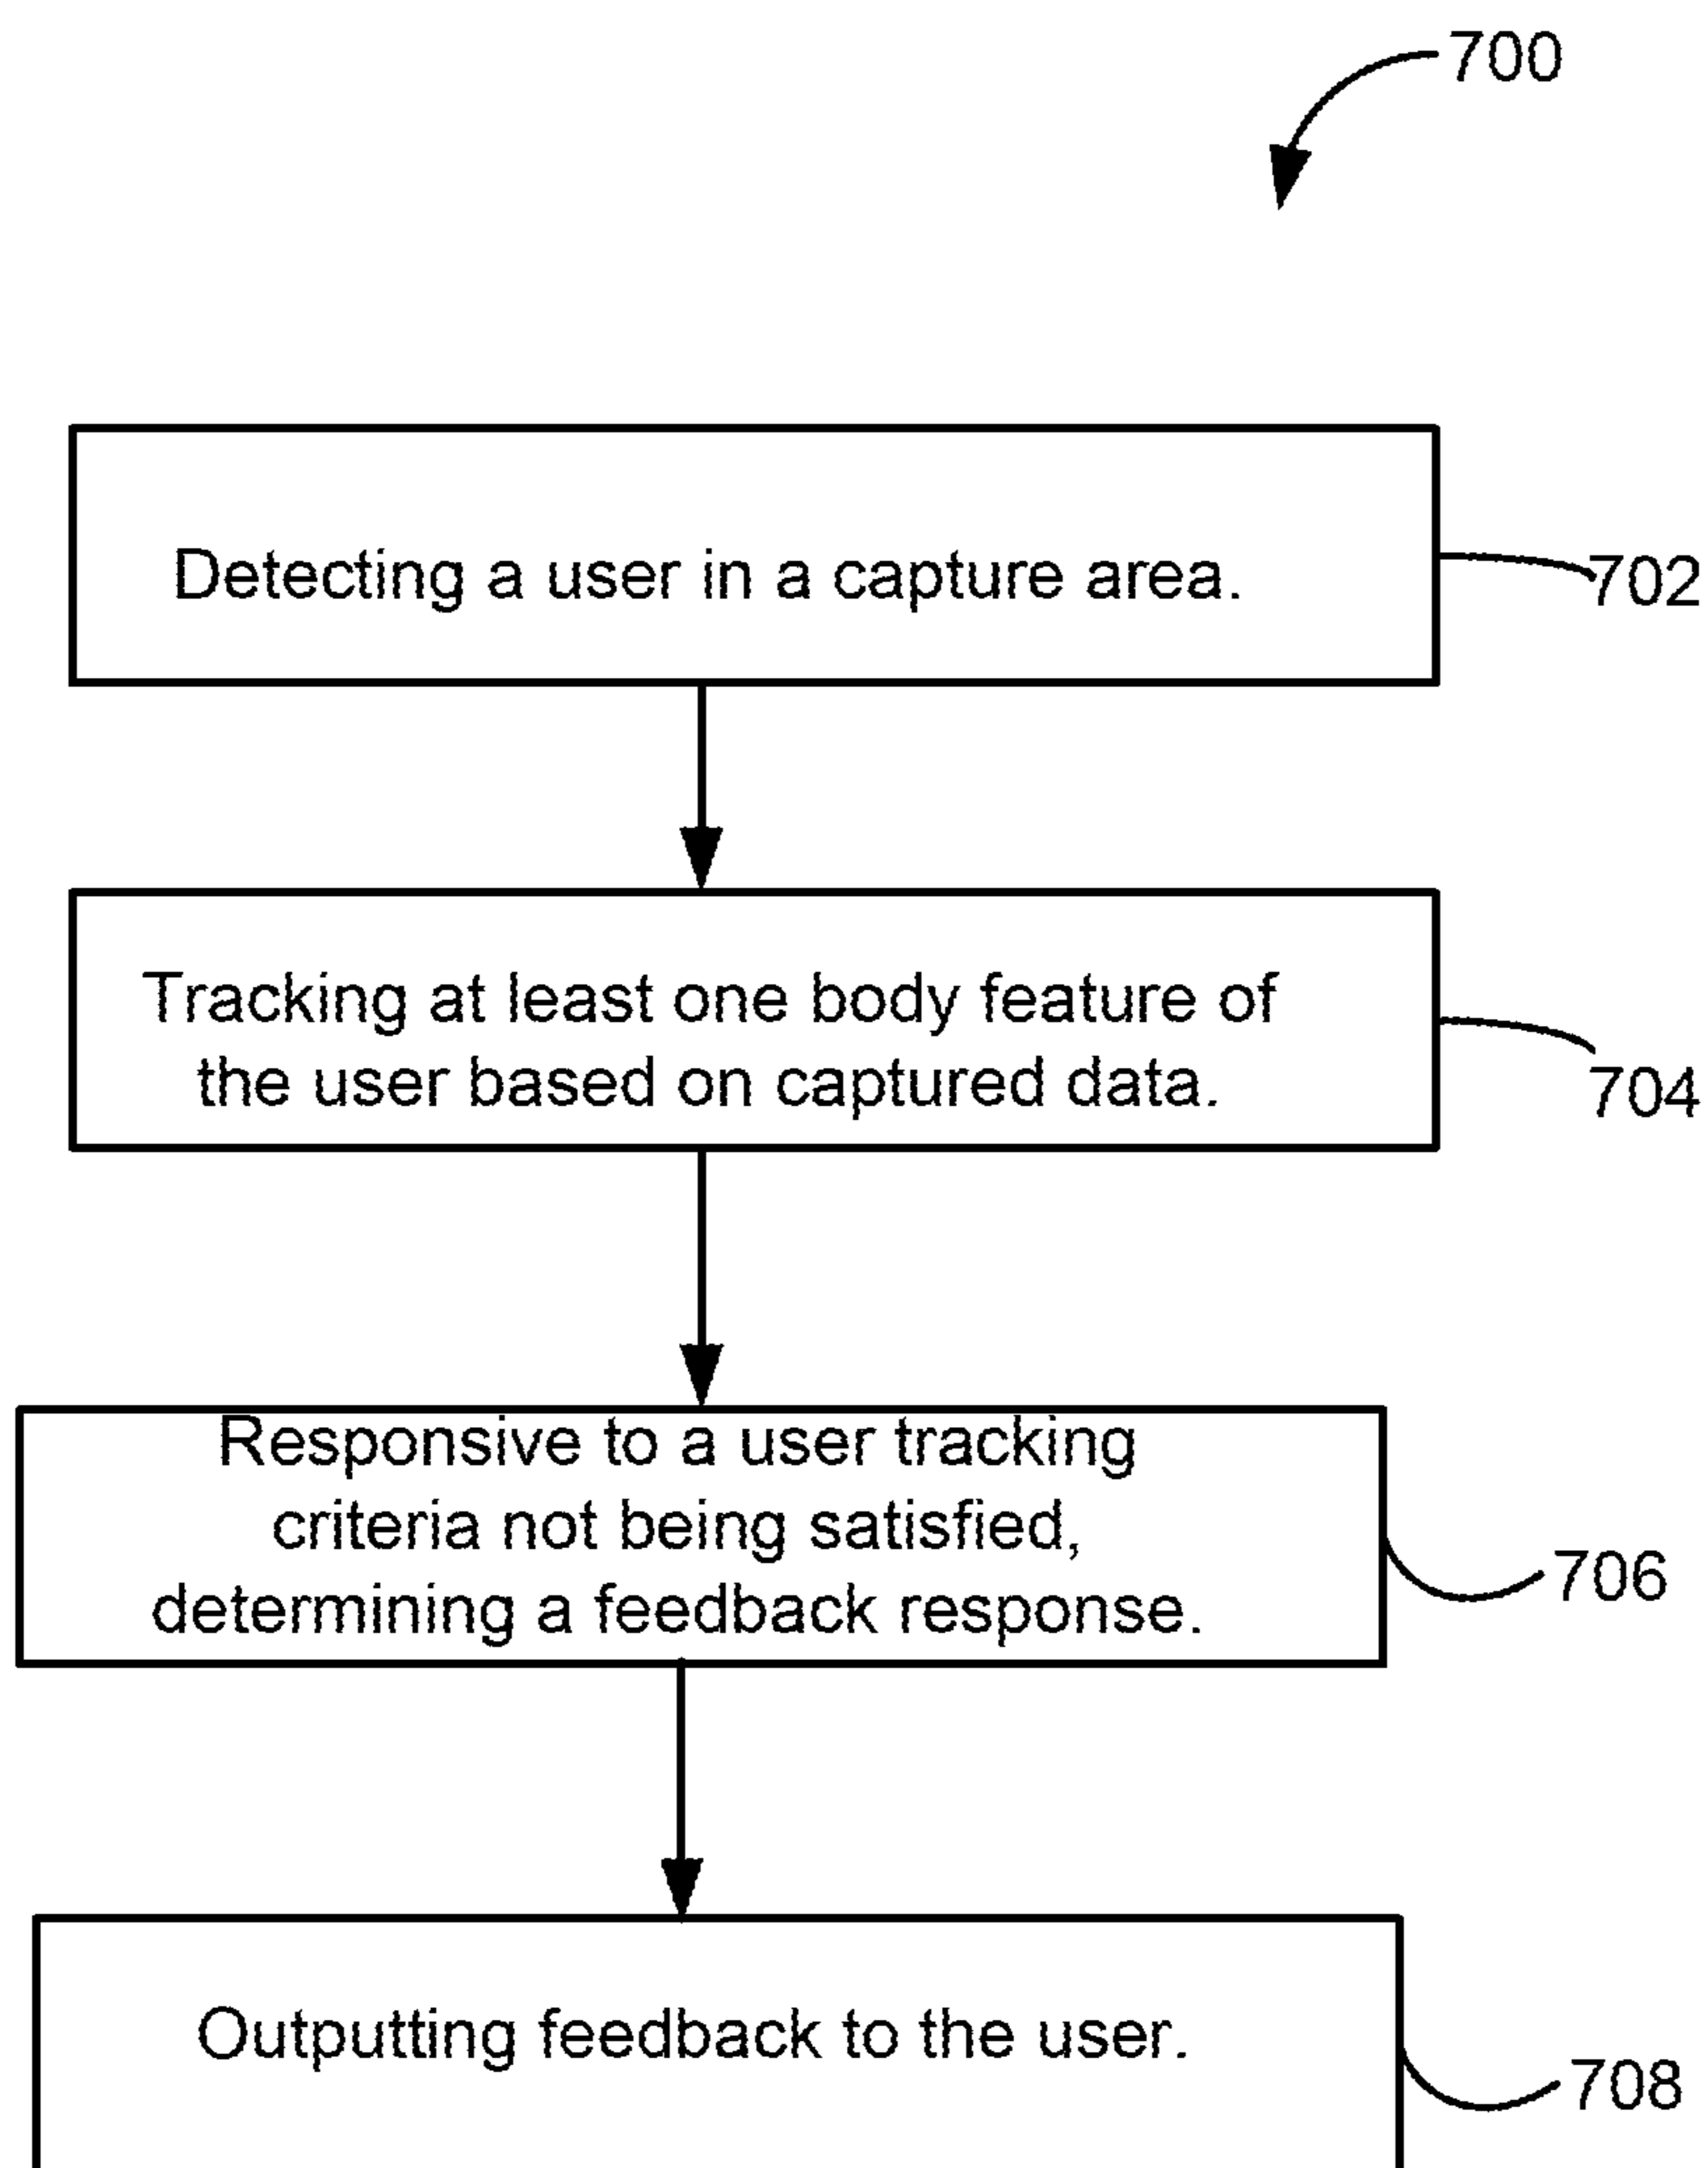 700
Detecting a user in a capture area.
702
Tracking at least one body feature of
the user based on captured data.
704
Responsive to a user tracking
criteria not being satisfied,
determining a feedback response.
706
Outputting feedback to the user.
708